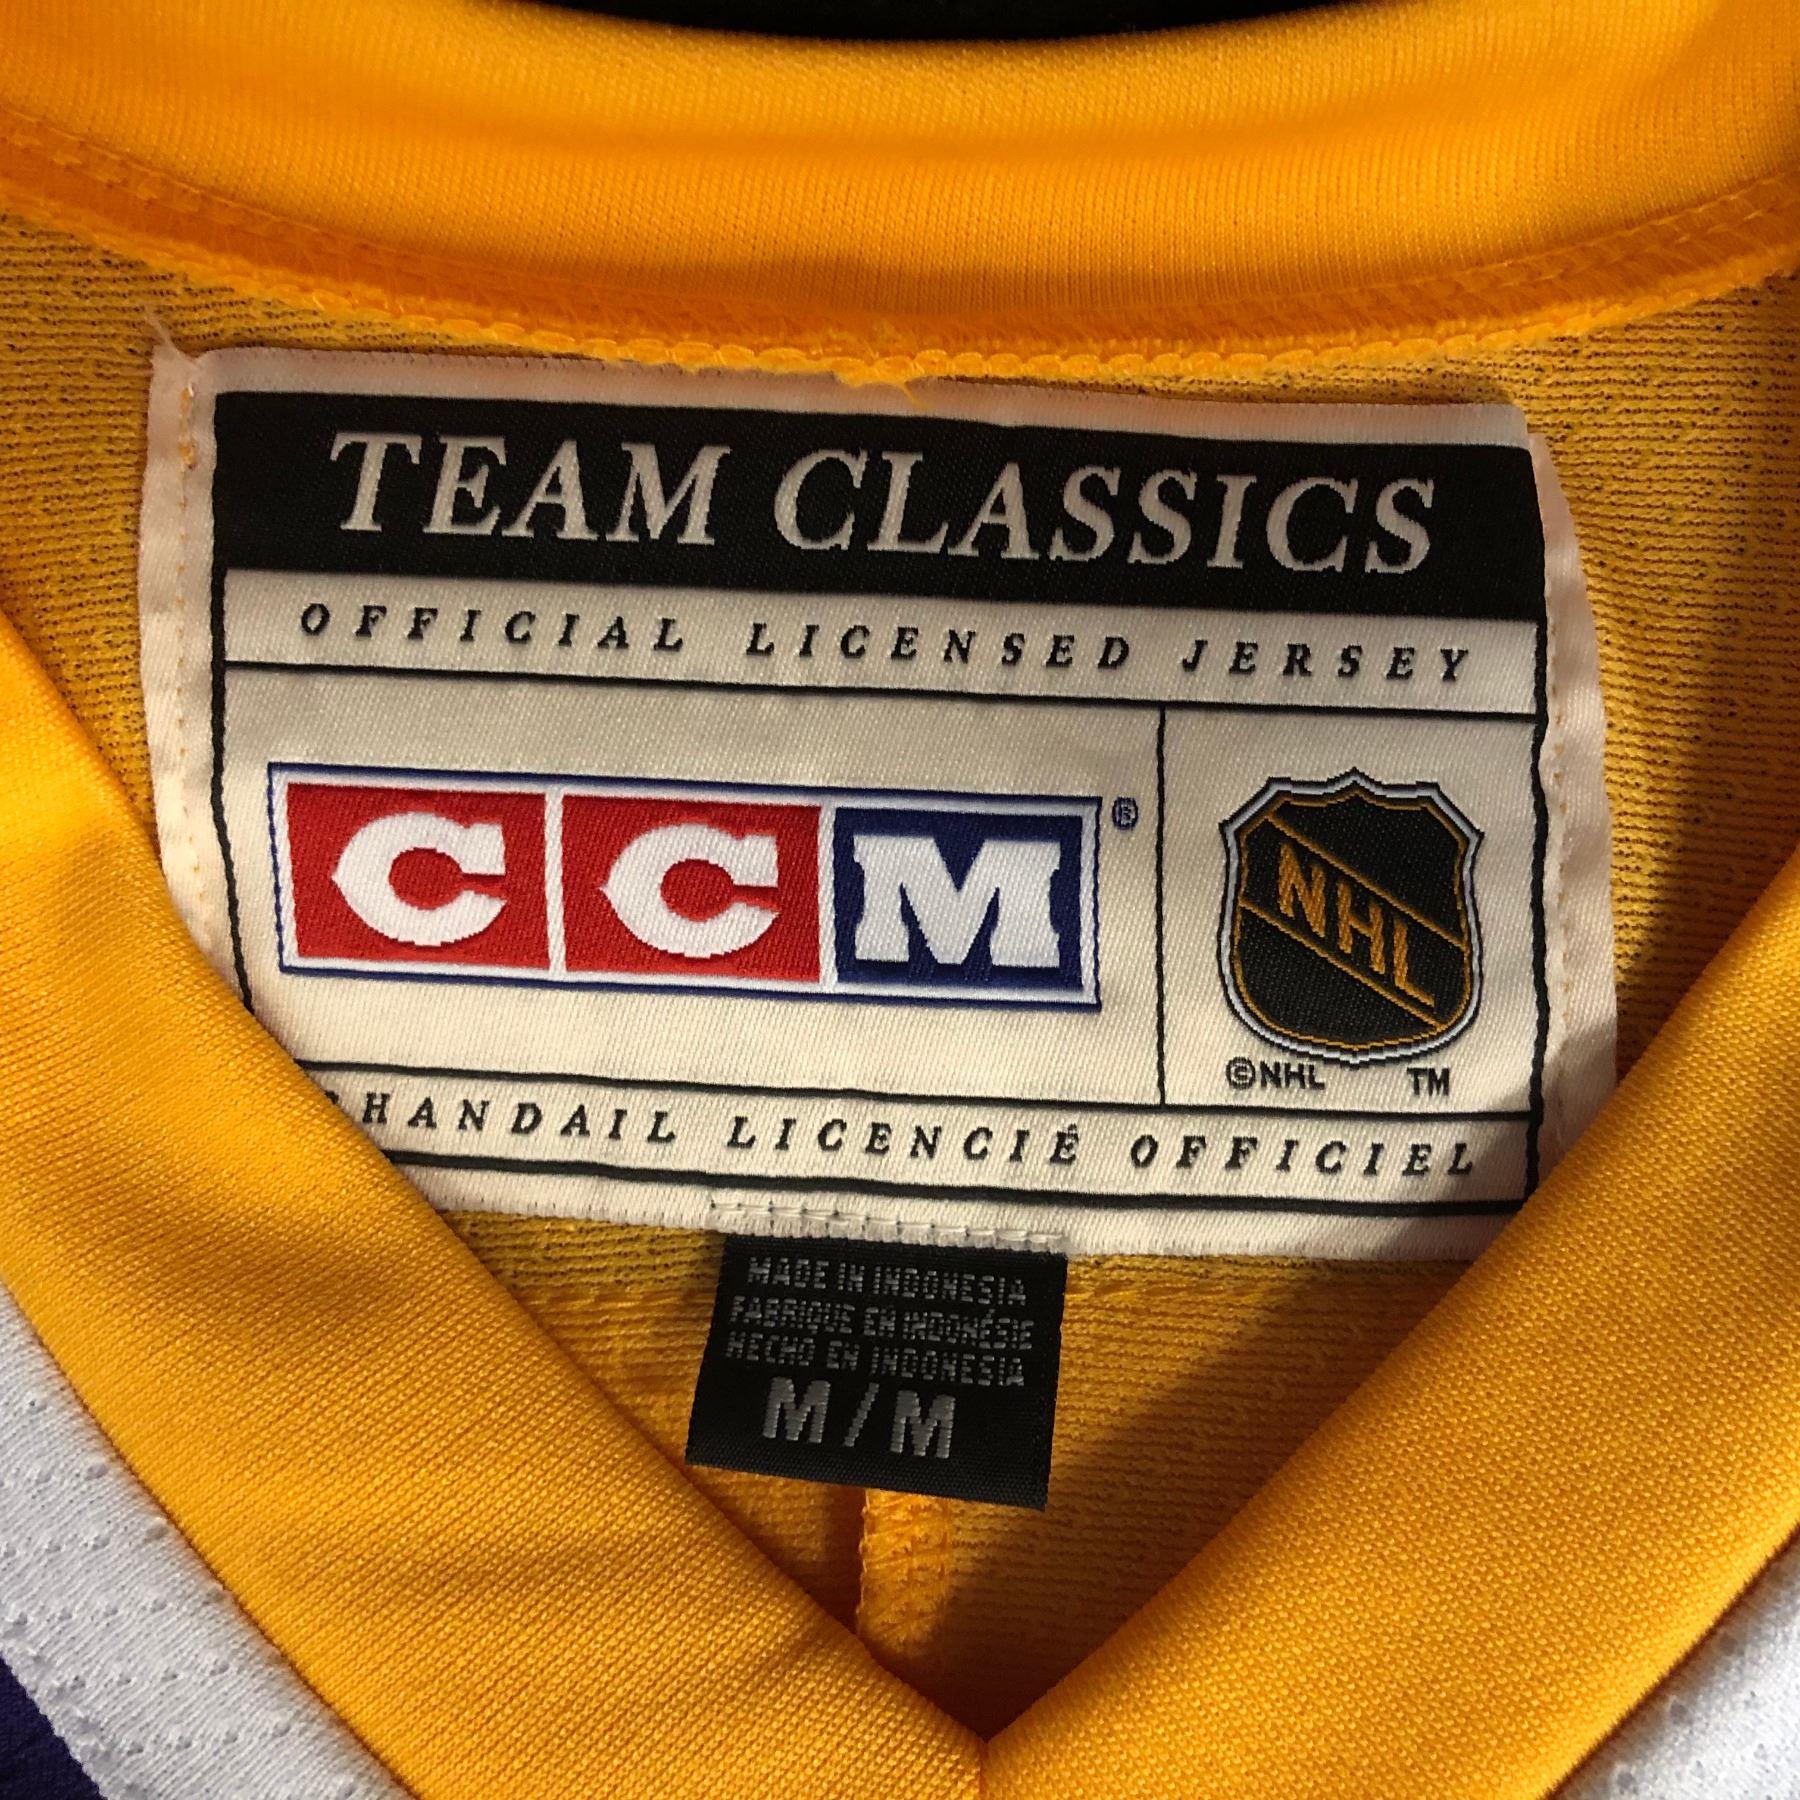 TEAM CLASSICS
OFFICIAL LICENSED JERSEY
CCM®
NHL
©NHL TM
LICENCIÉ OFFICIEL
MADE IN INDONESIA
FABRIQUE EN INDONÉSIE
HECHO EN INDONESIA
M/M